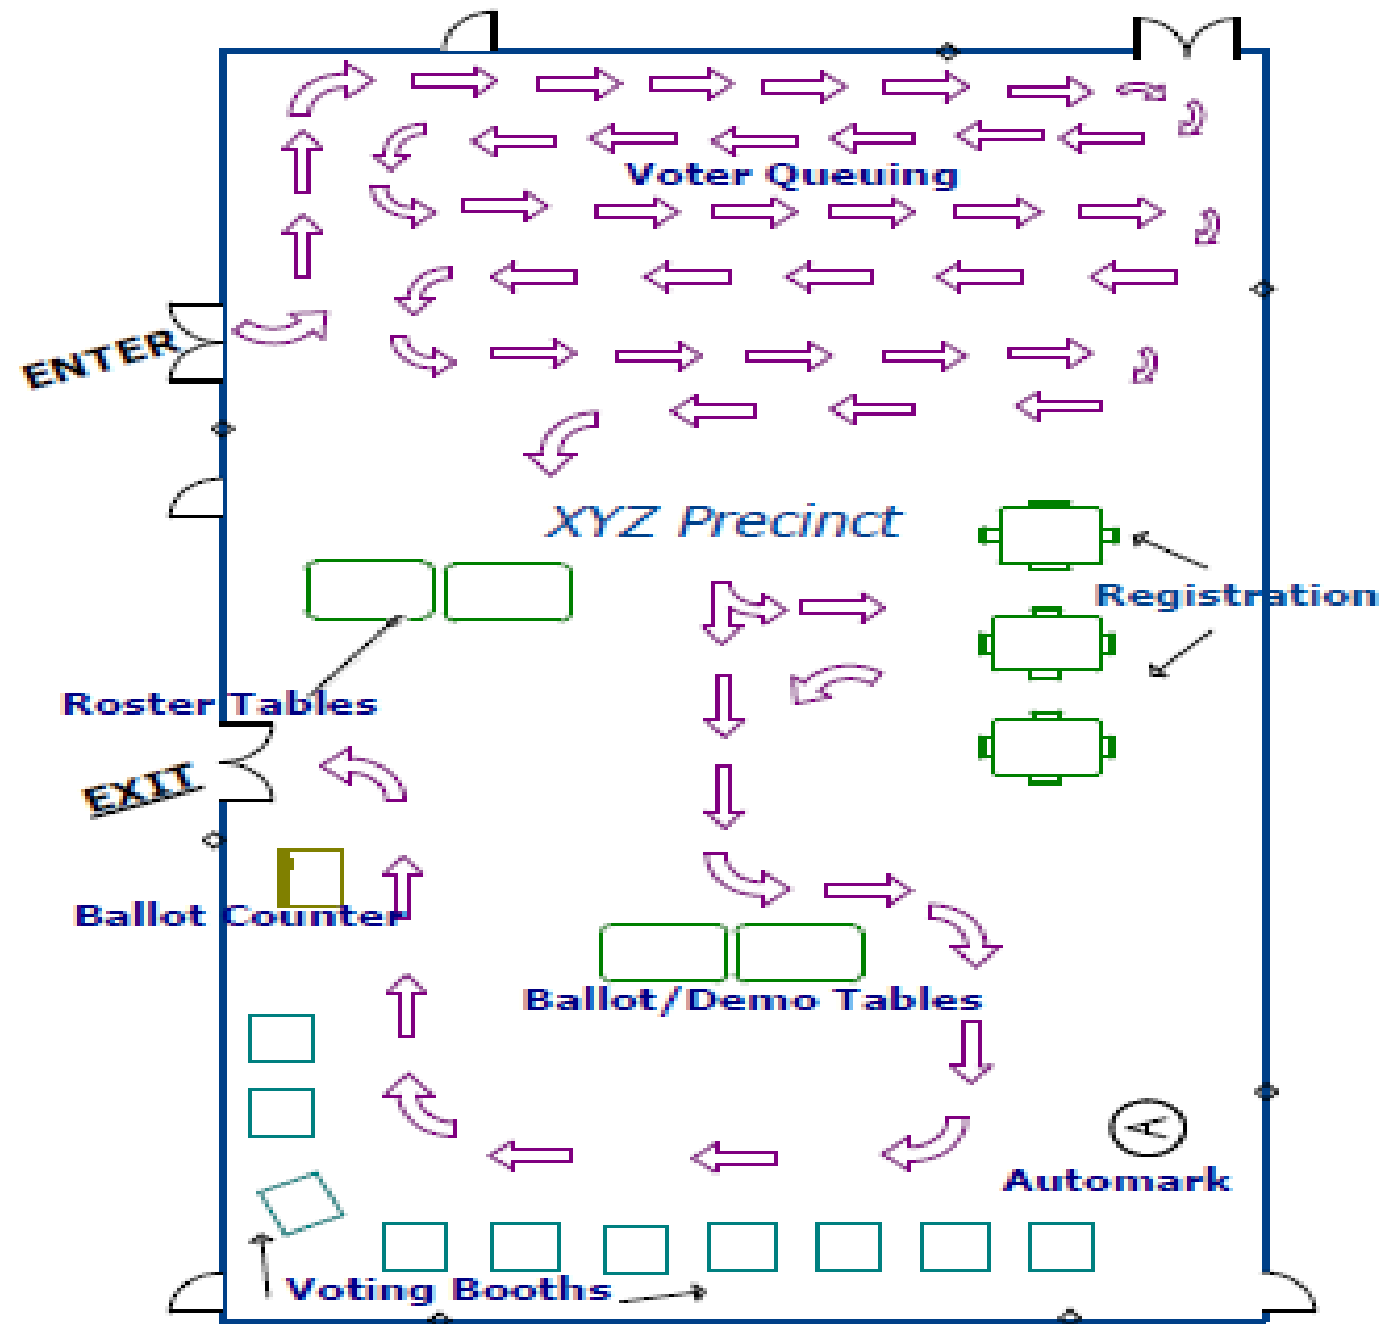 Voter Queuing
ENTER
XYZ Precinct
Registration
Roster Tables
EXIT
Ballot Counter
Ballot/Demo Tables
A
Automark
Voting Booths